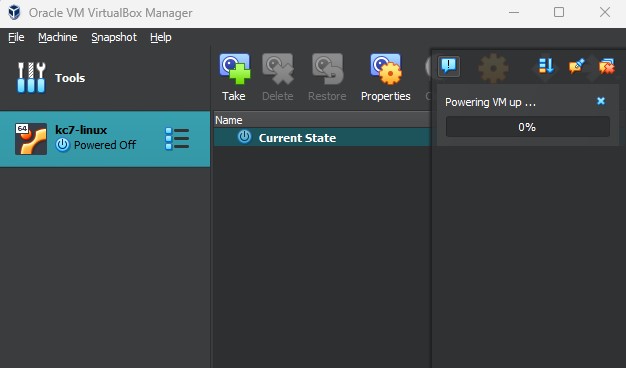 Oracle VM VirtualBox Manager
File Machine Snapshot Help
Tools
Take Delete Restore Properties
64
kc7-linux
Powered Off
Name
Current State
Powering VM up ...
0%